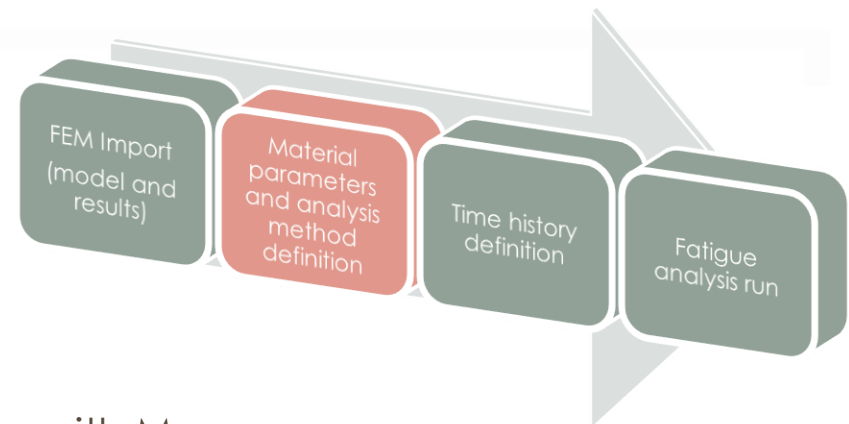 FEM Import
(model and
results)
Material
parameters
and analysis
method
definition
Time history
definition
Fatigue
analysis run